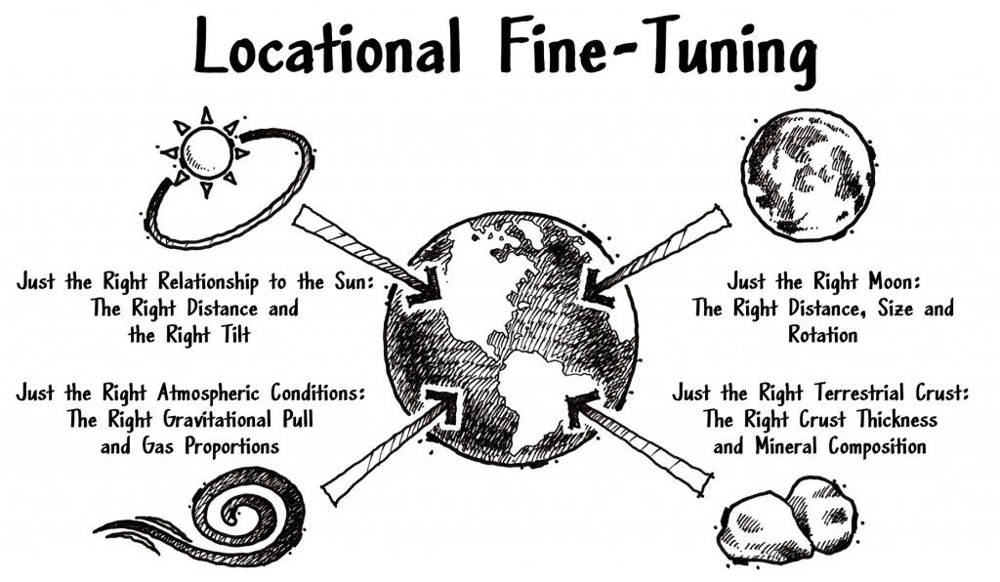 Locational Fine-Tuning
Just the Right Relationship to the Sun:
The Right Distance and
the Right Tilt
Just the Right Moon:
The Right Distance, Size and
Rotation
Just the Right Atmospheric Conditions:
The Right Gravitational Pull
and Gas Proportions
Just the Right Terrestrial Crust:
The Right Crust Thickness
and Mineral Composition